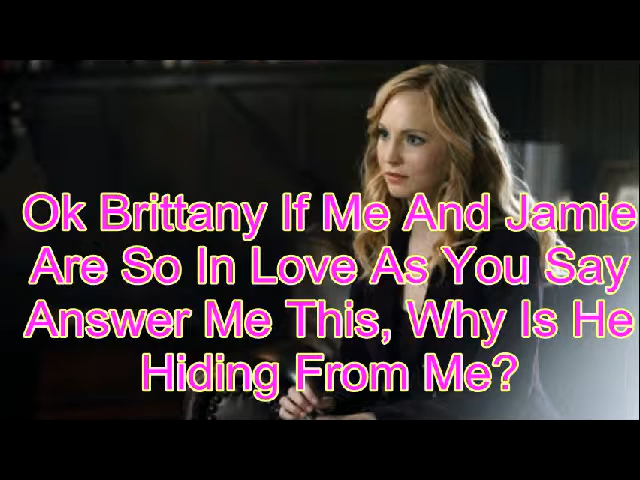 Ok Brittany If Me And Jamie
Are So In Love As You Say
Answer Me This, Why Is He
Hiding From Me?